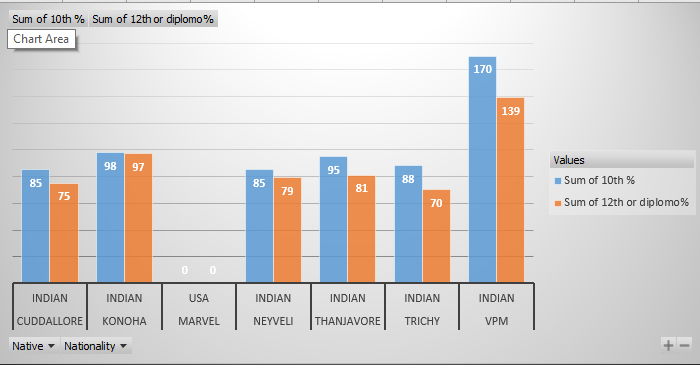 Sum of 10th % Sum of 12th or diplomo%
Chart Area
170
139
98 97
95
88
85
85
81
79
75
70
0 0
Values
Sum of 10th %
Sum of 12th or diplomo%
INDIAN INDIAN USA INDIAN INDIAN INDIAN INDIAN
CUDDALLORE KONOHA MARVEL NEYVELI THANJAVORE TRICHY VPM
Native Nationality